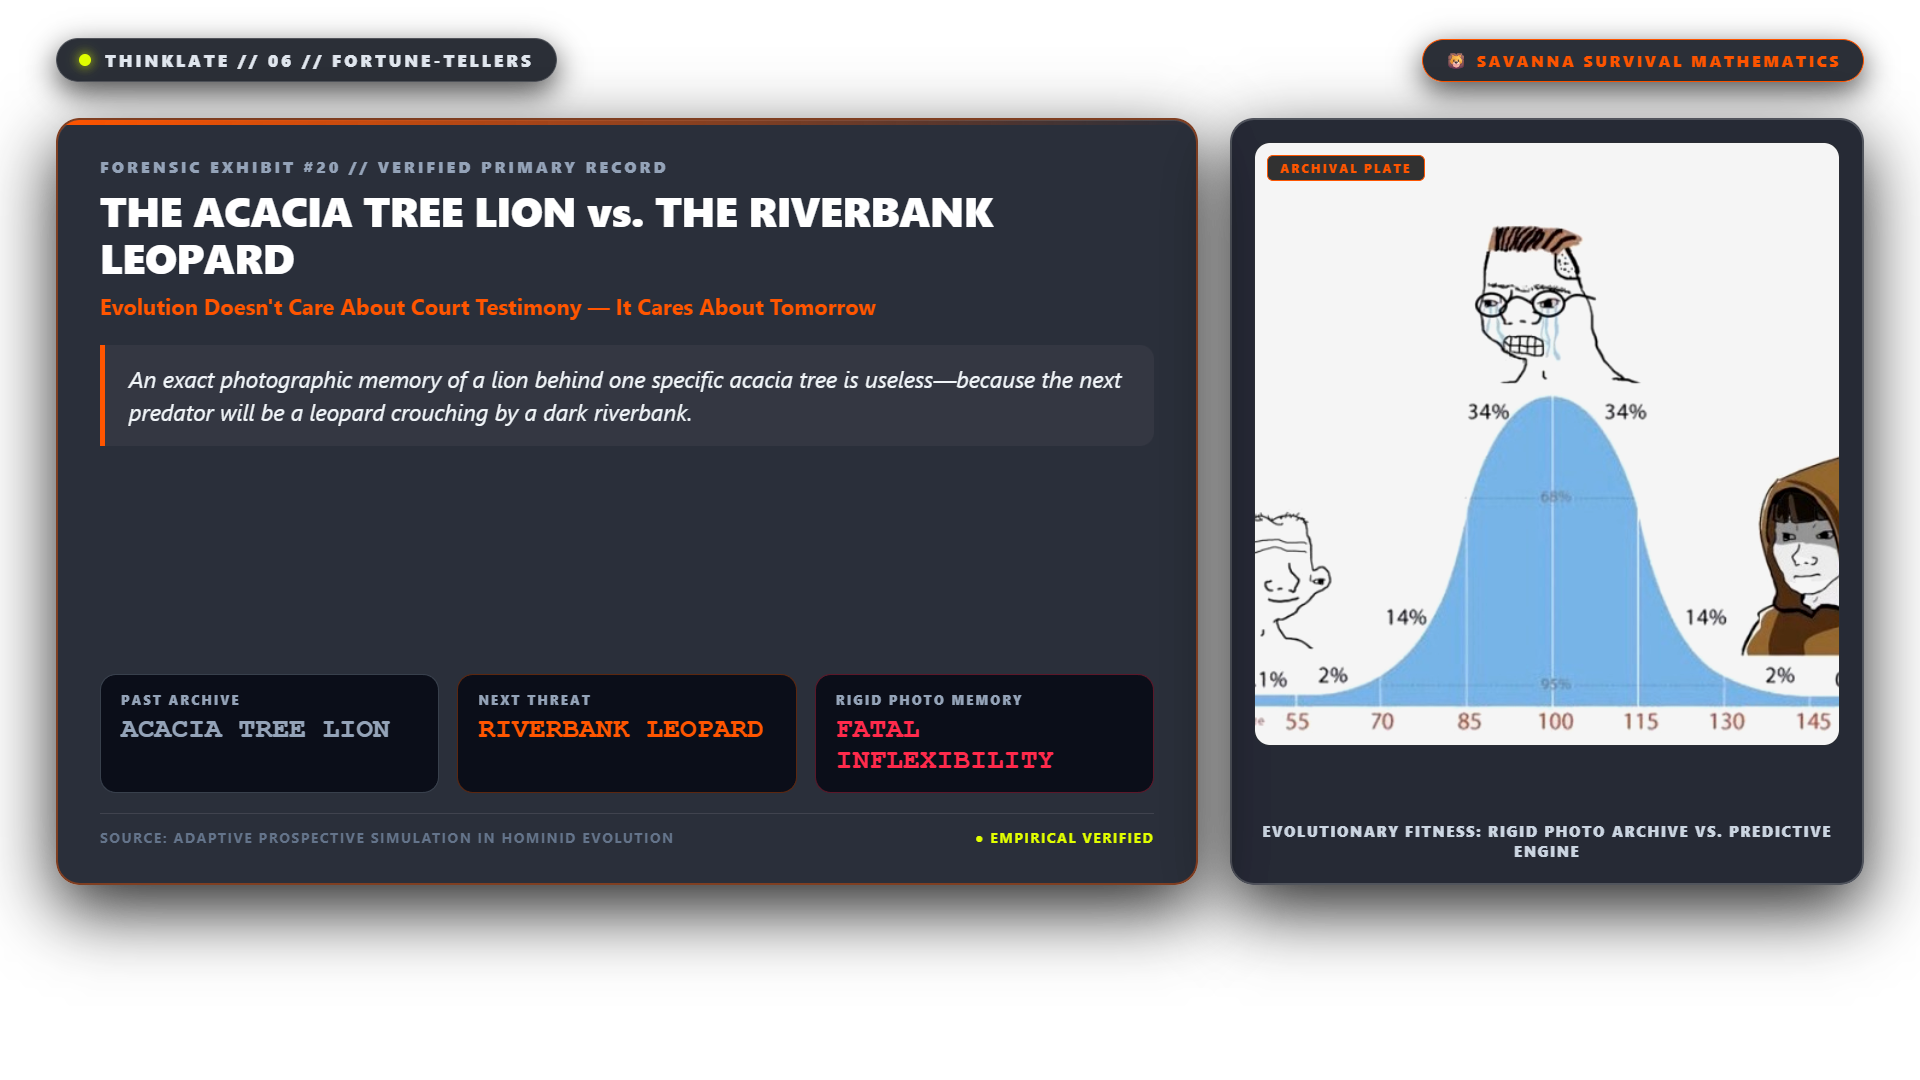 THINKLATE // 06 // FORTUNE-TELLERS
🦁 SAVANNA SURVIVAL MATHEMATICS
FORENSIC EXHIBIT #20 // VERIFIED PRIMARY RECORD
THE ACACIA TREE LION vs. THE RIVERBANK
LEOPARD
Evolution Doesn't Care About Court Testimony — It Cares About Tomorrow
An exact photographic memory of a lion behind one specific acacia tree is useless—because the next
predator will be a leopard crouching by a dark riverbank.
PAST ARCHIVE
ACACIA TREE LION
NEXT THREAT
RIVERBANK LEOPARD
RIGID PHOTO MEMORY
FATAL
INFLEXIBILITY
SOURCE: ADAPTIVE PROSPECTIVE SIMULATION IN HOMINID EVOLUTION
● EMPIRICAL VERIFIED
ARCHIVAL PLATE
34% 34%
68%
14% 14%
.1% 2% 95% 2%
55 70 85 100 115 130 145
EVOLUTIONARY FITNESS: RIGID PHOTO ARCHIVE VS. PREDICTIVE
ENGINE